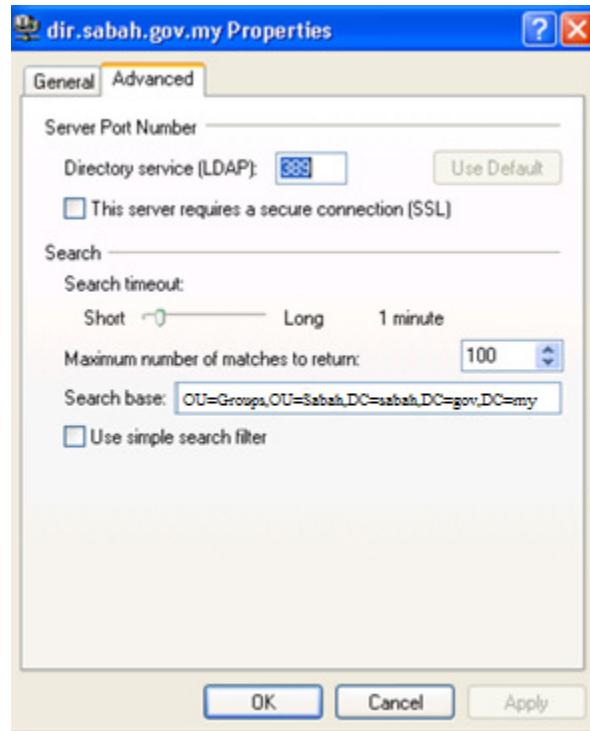 dir.sabah.gov.my Properties
General Advanced
Server Port Number
Directory service (LDAP): 389 Use Default
This server requires a secure connection (SSL)
Search
Search timeout:
Short Long 1 minute
Maximum number of matches to return: 100
Search base: OU=Groups,OU=Sabah,DC=sabah,DC=gov,DC=my
Use simple search filter
OK Cancel Apply